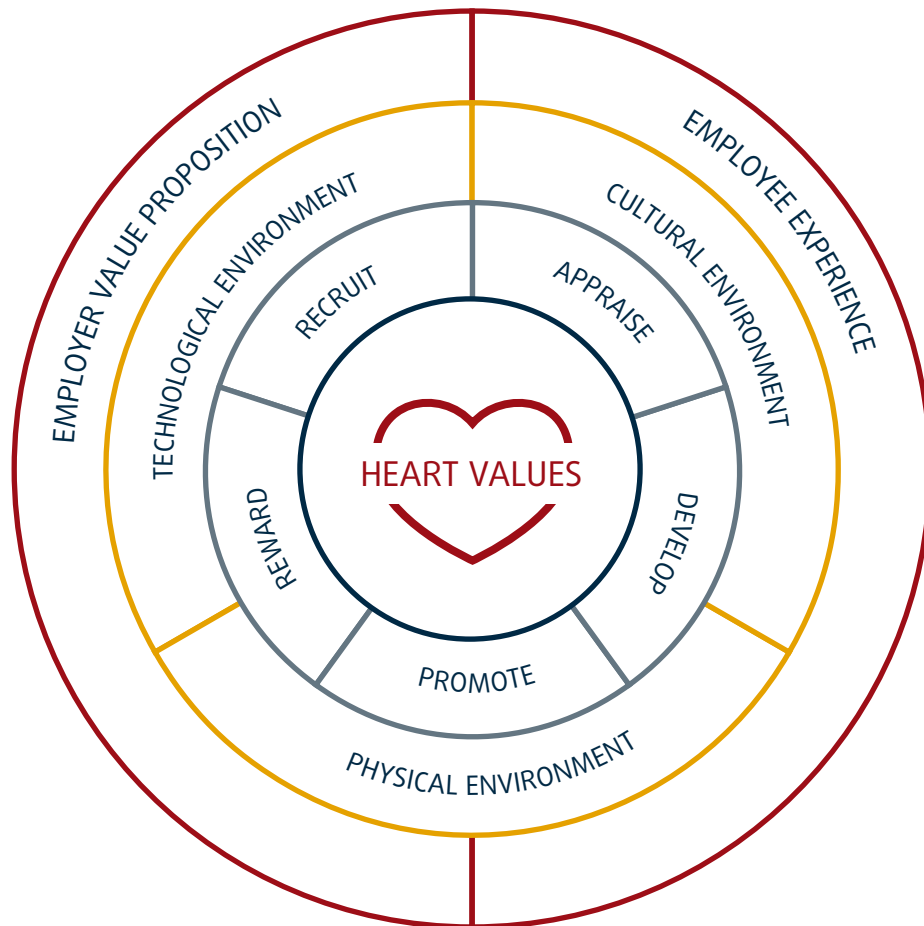 EMPLOYER VALUE PROPOSITION
EMPLOYEE EXPERIENCE
TECHNOLOGICAL ENVIRONMENT
CULTURAL ENVIRONMENT
PHYSICAL ENVIRONMENT
RECRUIT
APPRAISE
DEVELOP
PROMOTE
REWARD
HEART VALUES